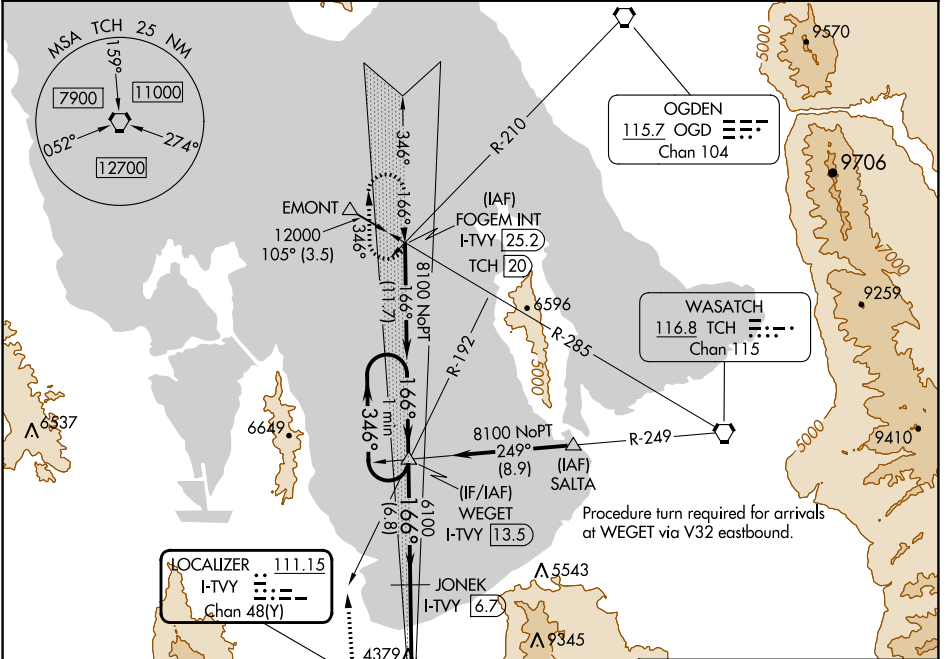 MSA TCH 25 NM
159°
7900
11000
052°
274°
12700
5000
9570
OGDEN
115.7 OGD
Chan 104
R-210
346°
166°
9706
EMONT
12000
105° (3.5)
346°
(IAF)
FOGEM INT
I-TVY 25.2
TCH 20
7000
8100 NoPT
166°
(11.7)
6596
9259
WASATCH
116.8 TCH
Chan 115
R-285
R-192
5000
166°
1 min
346°
6537
6649
8100 NoPT
249°
(8.9)
R-249
(IAF)
SALTA
5000
9410
(IF/IAF)
WEGET
I-TVY 13.5
6100
166°
(6.8)
Procedure turn required for arrivals
at WEGET via V32 eastbound.
LOCALIZER 111.15
I-TVY
Chan 48(Y)
JONEK
I-TVY 6.7
5543
9345
4379